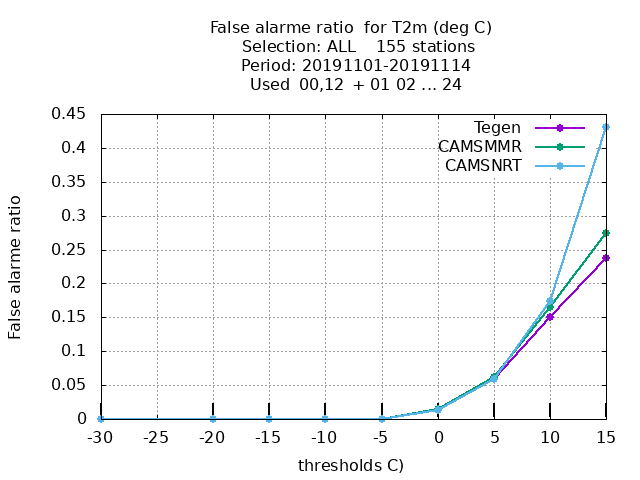 False alarme ratio  for T2m (deg C)
Selection: ALL    155 stations
Period: 20191101-20191114
Used  00,12  + 01 02 ... 24
0.45
0.4
0.35
0.3
0.25
0.2
0.15
0.1
0.05
0
False alarme ratio
Tegen
CAMSMMR
CAMSNRT
-30 -25 -20 -15 -10 -5 0 5 10 15
thresholds C)